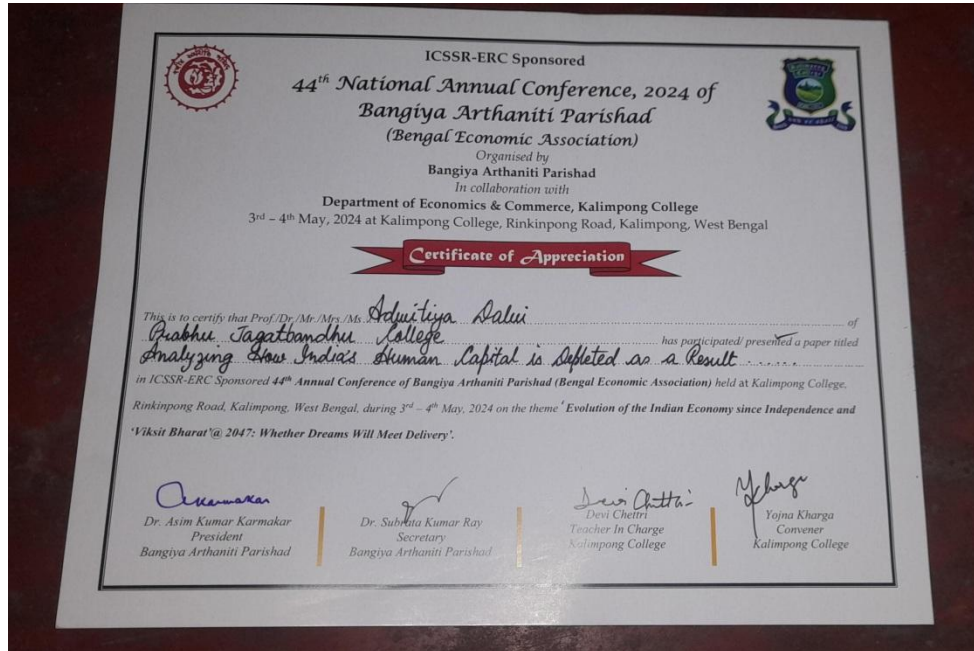 ICSSR-ERC Sponsored
44th National Annual Conference, 2024 of
Bangiya Arthaniti Parishad
(Bengal Economic Association)
Organised by
Bangiya Arthaniti Parishad
In collaboration with
Department of Economics & Commerce, Kalimpong College
3rd – 4th May, 2024 at Kalimpong College, Rinkinpong Road, Kalimpong, West Bengal
Certificate of Appreciation
This is to certify that Prof./Dr./Mr./Mrs./Ms. Adwitiya Dalui of
Prabhu Jagatbandhu College has participated/ presented a paper titled
Analyzing How India's Human Capital is Depleted as a Result ......
in ICSSR-ERC Sponsored 44th Annual Conference of Bangiya Arthaniti Parishad (Bengal Economic Association) held at Kalimpong College,
Rinkinpong Road, Kalimpong, West Bengal, during 3rd – 4th May, 2024 on the theme 'Evolution of the Indian Economy since Independence and
'Viksit Bharat'@ 2047: Whether Dreams Will Meet Delivery'.
Dr. Asim Kumar Karmakar
President
Bangiya Arthaniti Parishad
Dr. Subrata Kumar Ray
Secretary
Bangiya Arthaniti Parishad
Devi Chettri
Devi Chettri
Teacher In Charge
Kalimpong College
YKharga
Yojna Kharga
Convener
Kalimpong College